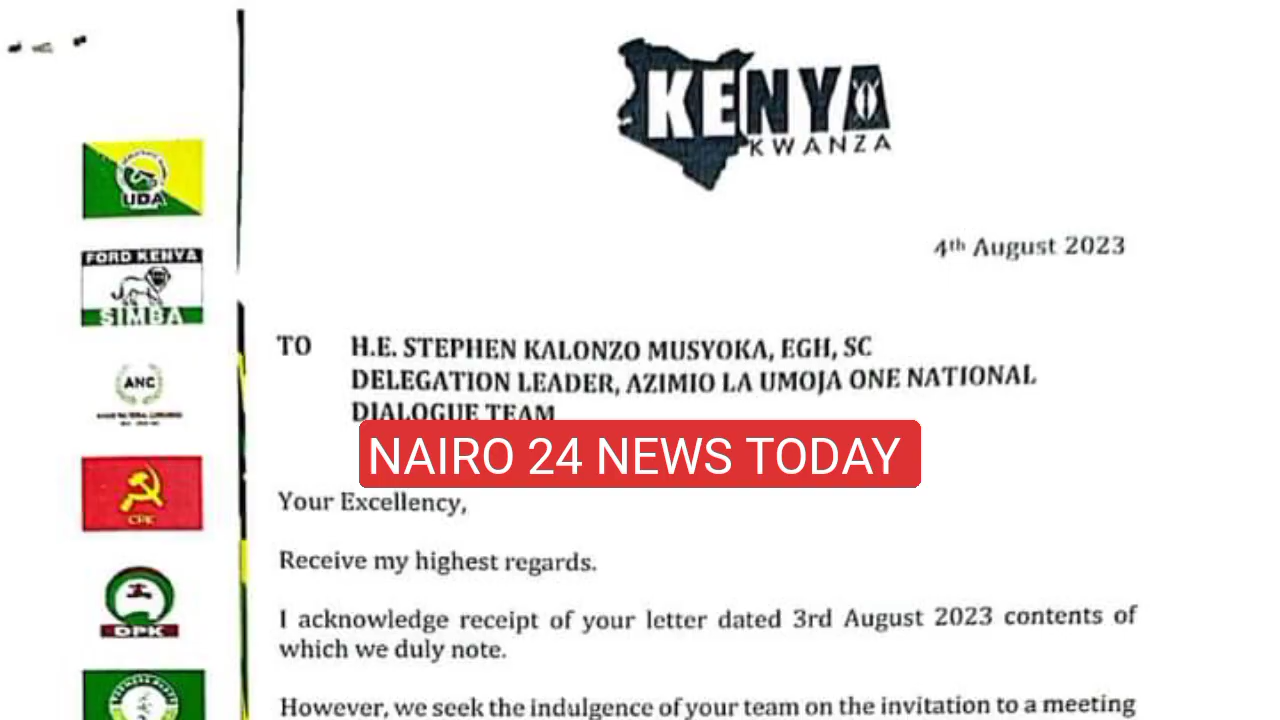 KENYA
KWANZA
UDA
FORD KENYA
SIMBA
ANC
CPK
DPK
4th August 2023
TO H.E. STEPHEN KALONZO MUSYOKA, EGH, SC
DELEGATION LEADER, AZIMIO LA UMOJA ONE NATIONAL
DIALOGUE TEAM
NAIRO 24 NEWS TODAY
Your Excellency,
Receive my highest regards.
I acknowledge receipt of your letter dated 3rd August 2023 contents of
which we duly note.
However, we seek the indulgence of your team on the invitation to a meeting